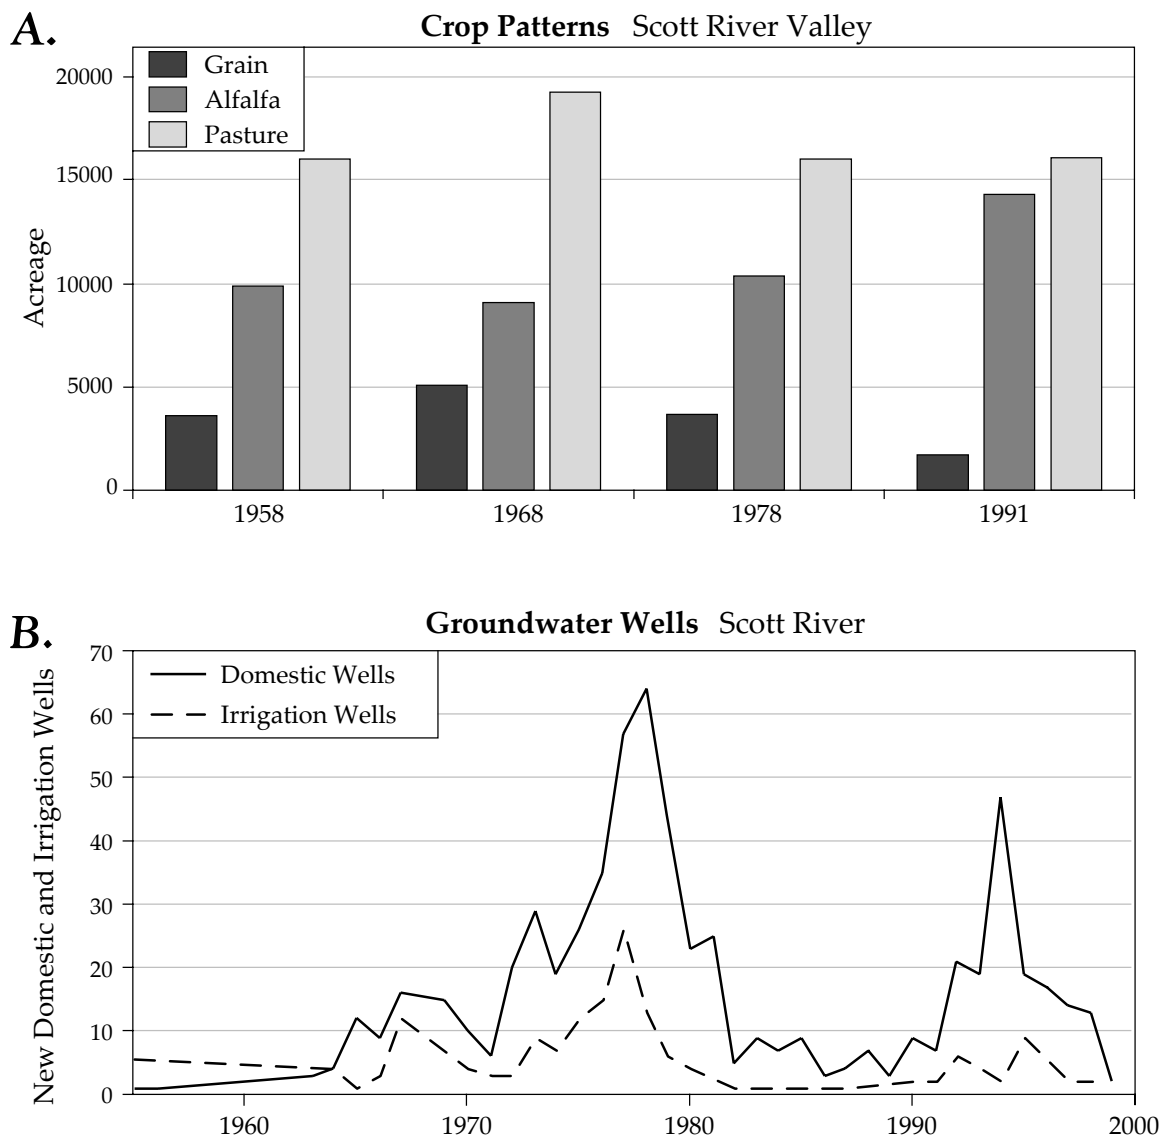 A.
Crop Patterns Scott River Valley
Grain
Alfalfa
Pasture
Acreage
20000
15000
10000
5000
0
1958 1968 1978 1991
B.
Groundwater Wells Scott River
Domestic Wells
Irrigation Wells
New Domestic and Irrigation Wells
70
60
50
40
30
20
10
0
1960 1970 1980 1990 2000